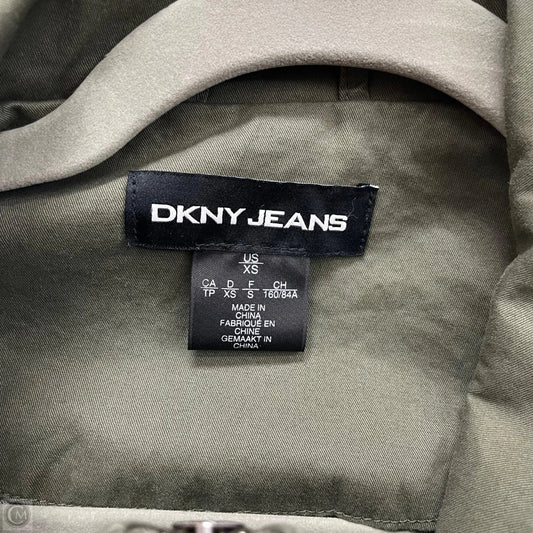 DKNY JEANS
US
XS
CA D F CH
TP XS S 160/84A
MADE IN
CHINA
FABRIQUÉ EN
CHINE
GEMAAKT IN
CHINA